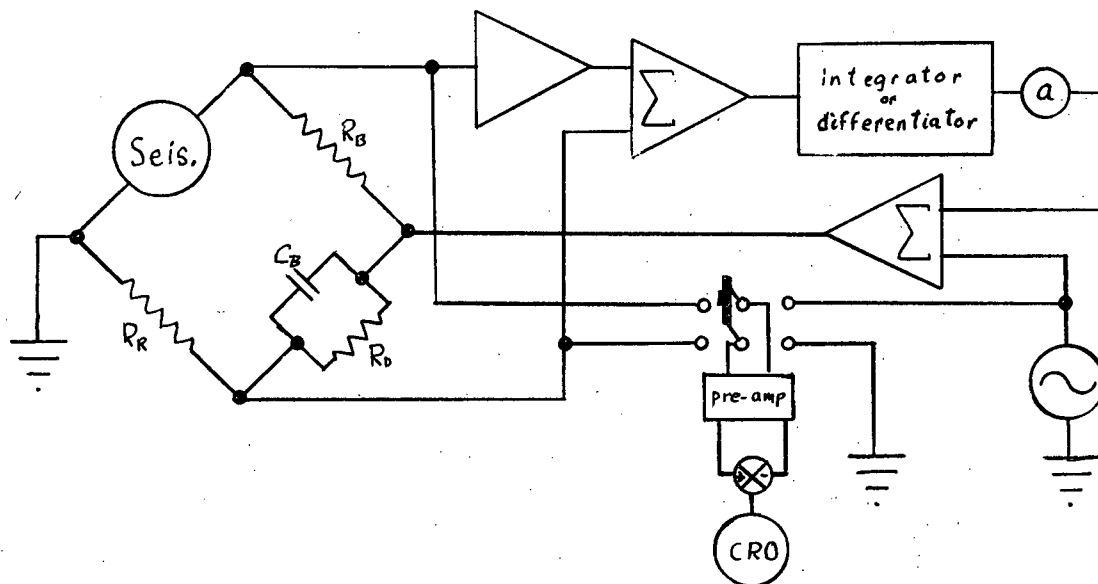 Seis.
R_B
C_B
R_D
R_R
Σ
integrator
or
differentiator
a
Σ
pre-amp
CRO